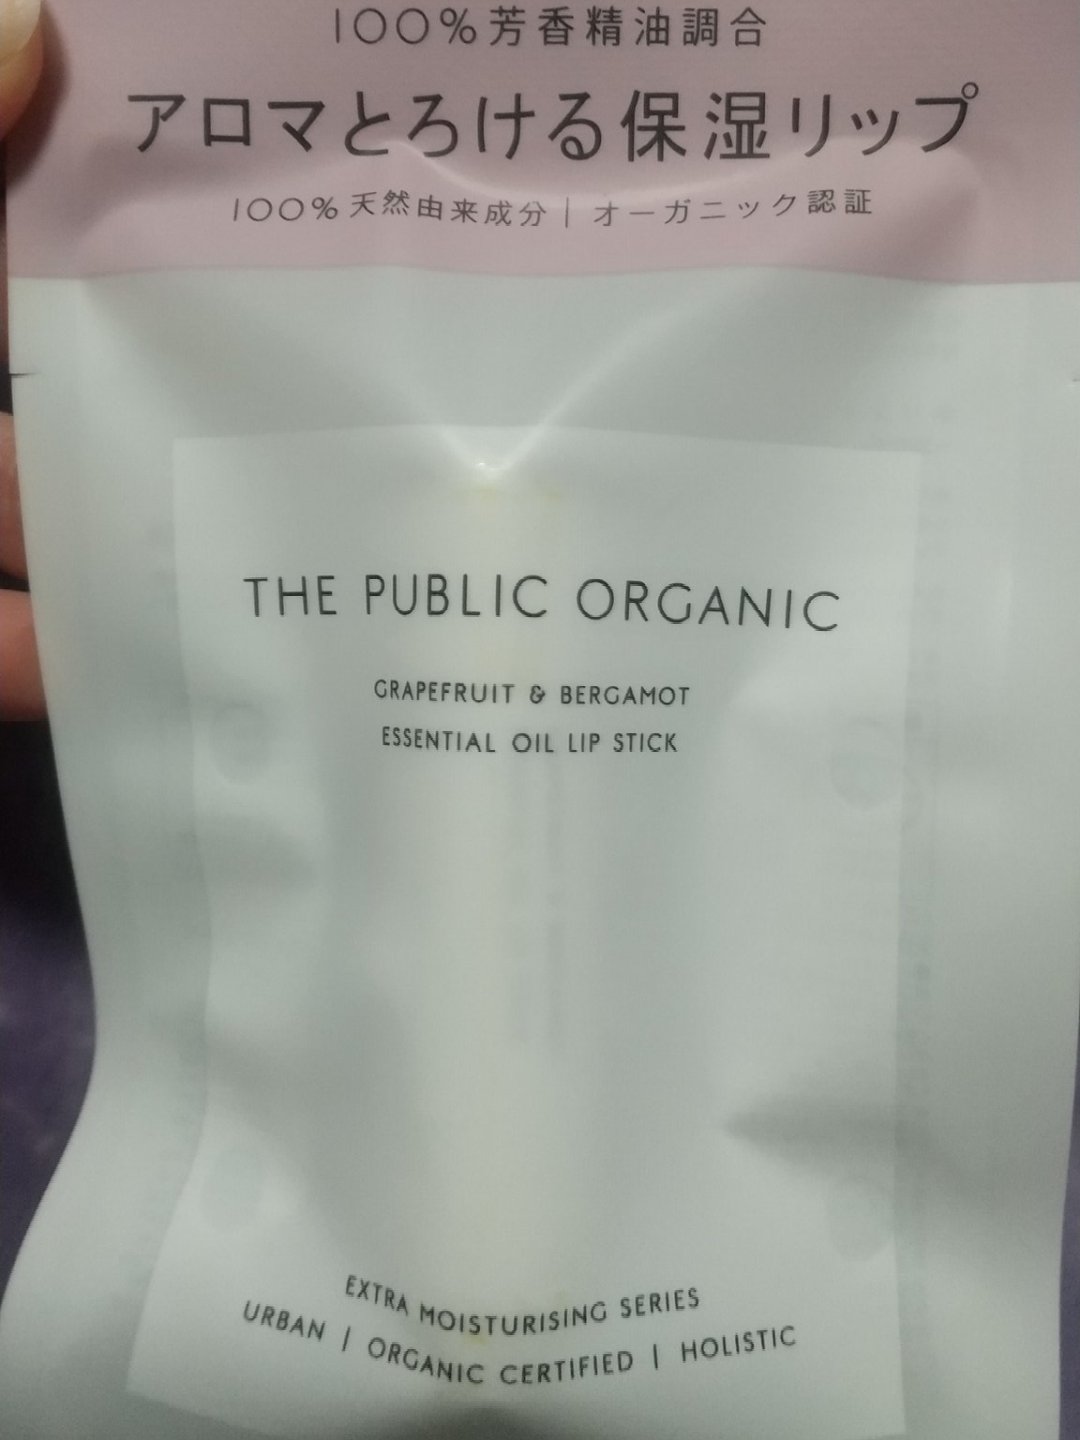 100%芳香精油調合
アロマとろける保湿リップ
100%天然由来成分|オーガニック認証
THE PUBLIC ORGANIC
GRAPEFRUIT & BERGAMOT
ESSENTIAL OIL LIP STICK
EXTRA MOISTURISING SERIES
URBAN | ORGANIC CERTIFIED | HOLISTIC